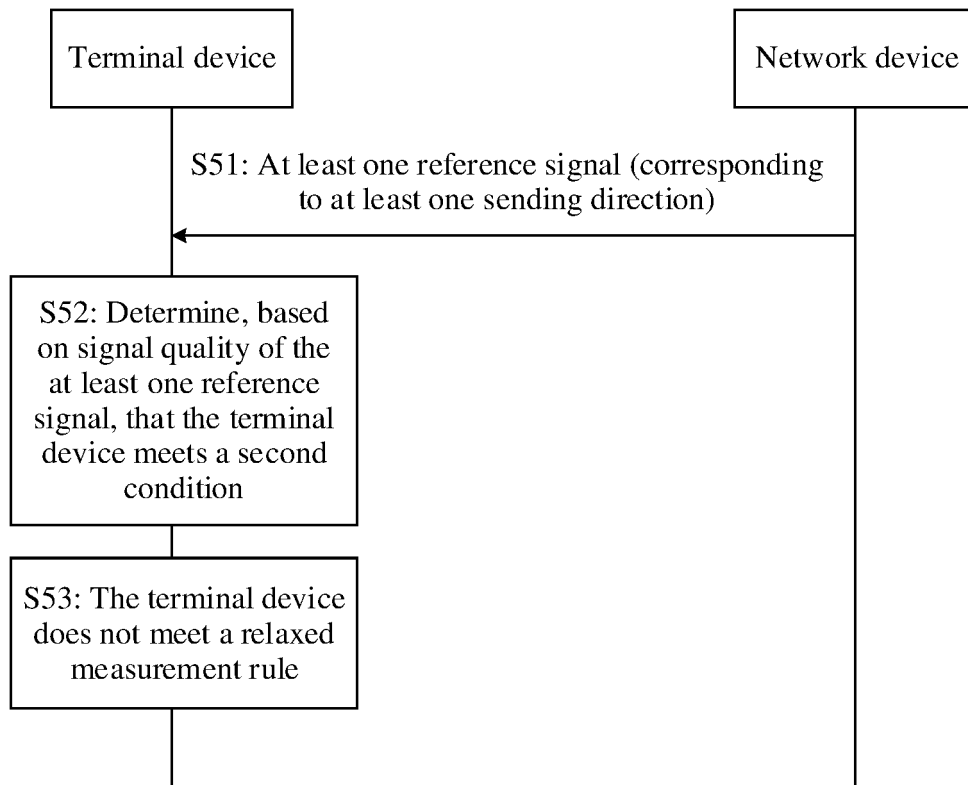 Terminal device
Network device
S51: At least one reference signal (corresponding
to at least one sending direction)
S52: Determine, based
on signal quality of the
at least one reference
signal, that the terminal
device meets a second
condition
S53: The terminal device
does not meet a relaxed
measurement rule